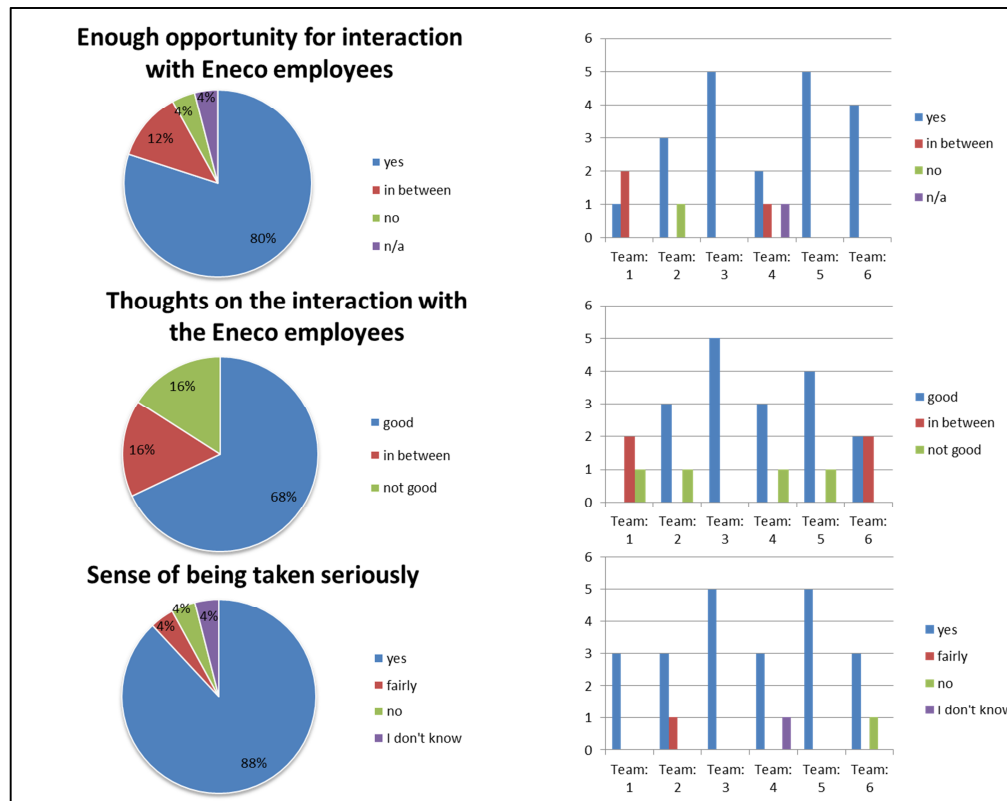 Enough opportunity for interaction
with Eneco employees
4%
4%
12%
80%
yes
in between
no
n/a
6
5
4
3
2
1
0
Team: Team: Team: Team: Team: Team:
1 2 3 4 5 6
yes
in between
no
n/a
Thoughts on the interaction with
the Eneco employees
16%
16%
68%
good
in between
not good
6
5
4
3
2
1
0
Team: Team: Team: Team: Team: Team:
1 2 3 4 5 6
good
in between
not good
Sense of being taken seriously
4%
4%
4%
88%
yes
fairly
no
I don't know
6
5
4
3
2
1
0
Team: Team: Team: Team: Team: Team:
1 2 3 4 5 6
yes
fairly
no
I don't know